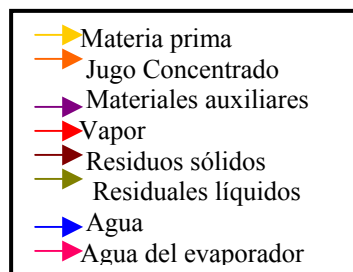 Materia prima
Jugo Concentrado
Materiales auxiliares
Vapor
Residuos sólidos
Residuales líquidos
Agua
Agua del evaporador